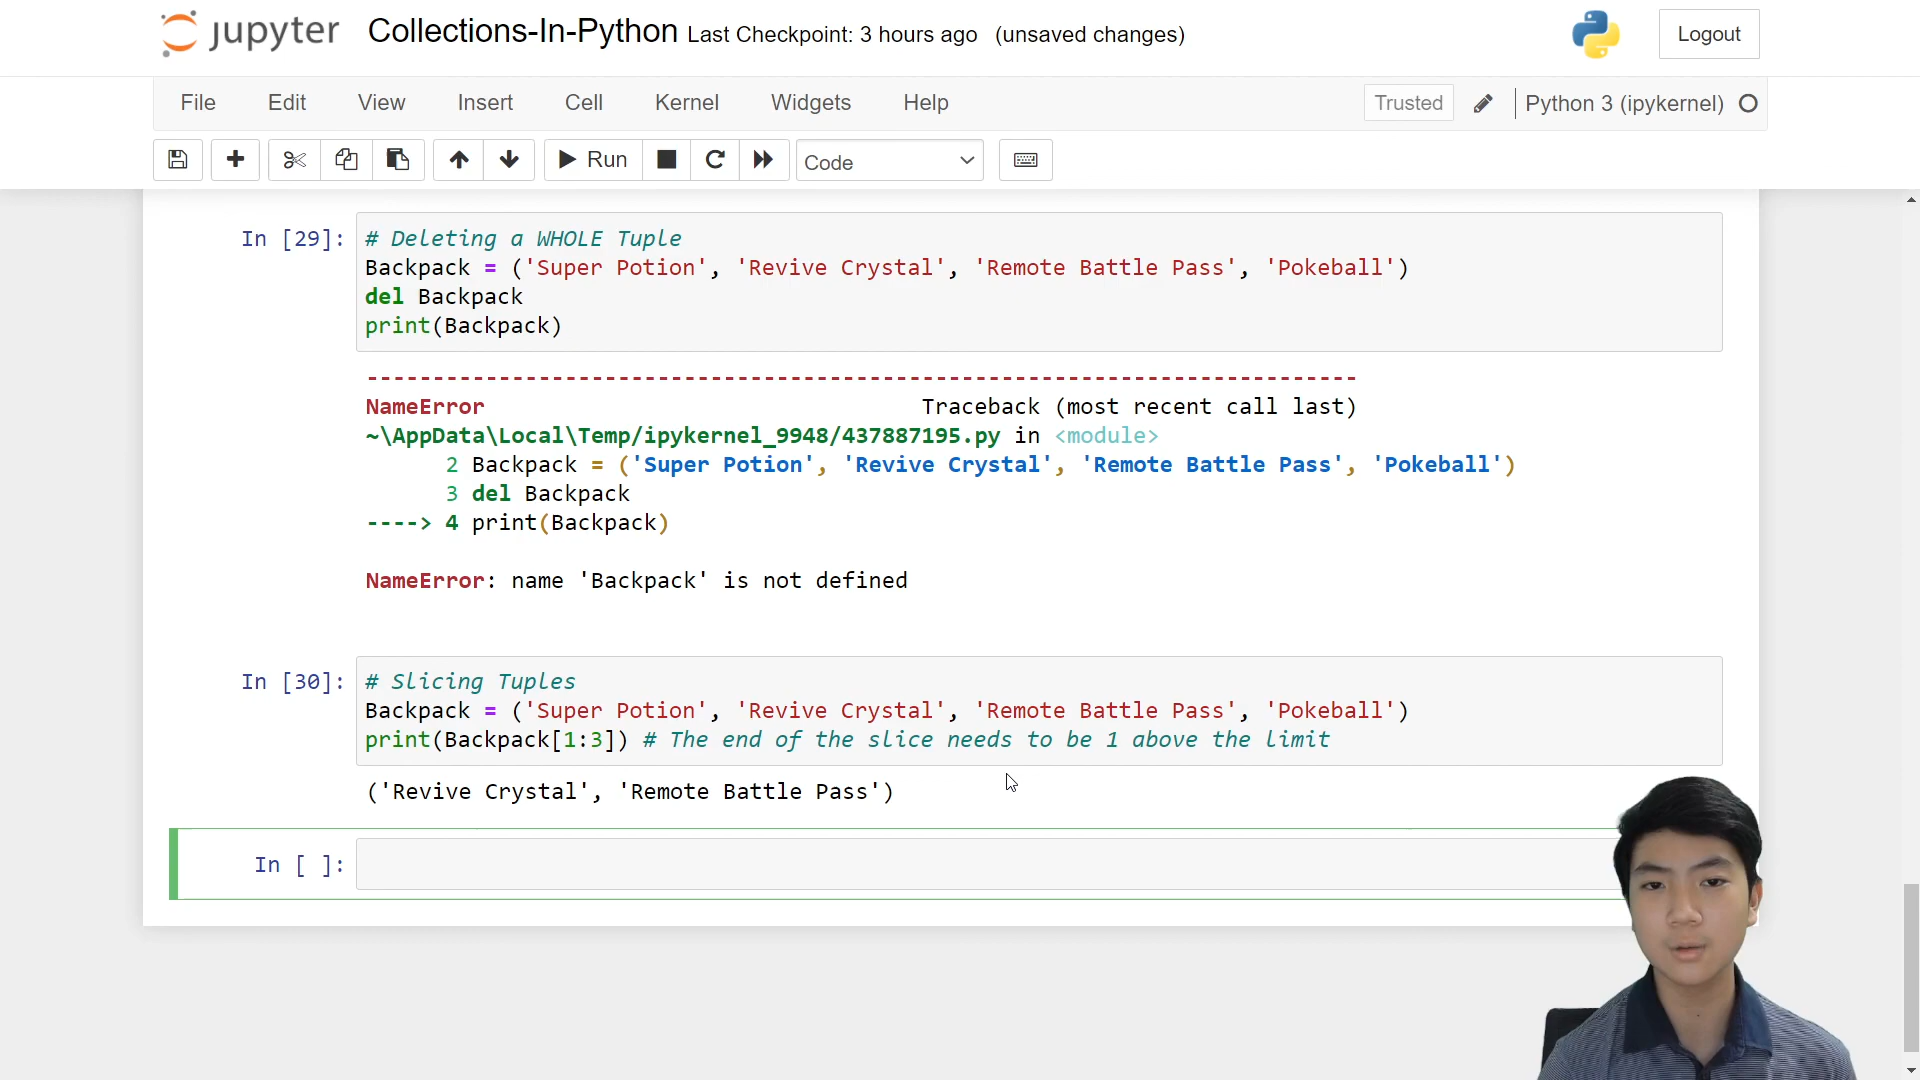 jupyter Collections-In-Python Last Checkpoint: 3 hours ago (unsaved changes) Logout
File Edit View Insert Cell Kernel Widgets Help Trusted Python 3 (ipykernel)
Run Code
In [29]: # Deleting a WHOLE Tuple
Backpack = ('Super Potion', 'Revive Crystal', 'Remote Battle Pass', 'Pokeball')
del Backpack
print(Backpack)
---------------------------------------------------------------------------
NameError Traceback (most recent call last)
~\AppData\Local\Temp/ipykernel_9948/437887195.py in <module>
2 Backpack = ('Super Potion', 'Revive Crystal', 'Remote Battle Pass', 'Pokeball')
3 del Backpack
----> 4 print(Backpack)
NameError: name 'Backpack' is not defined
In [30]: # Slicing Tuples
Backpack = ('Super Potion', 'Revive Crystal', 'Remote Battle Pass', 'Pokeball')
print(Backpack[1:3]) # The end of the slice needs to be 1 above the limit
('Revive Crystal', 'Remote Battle Pass')
In [ ]: